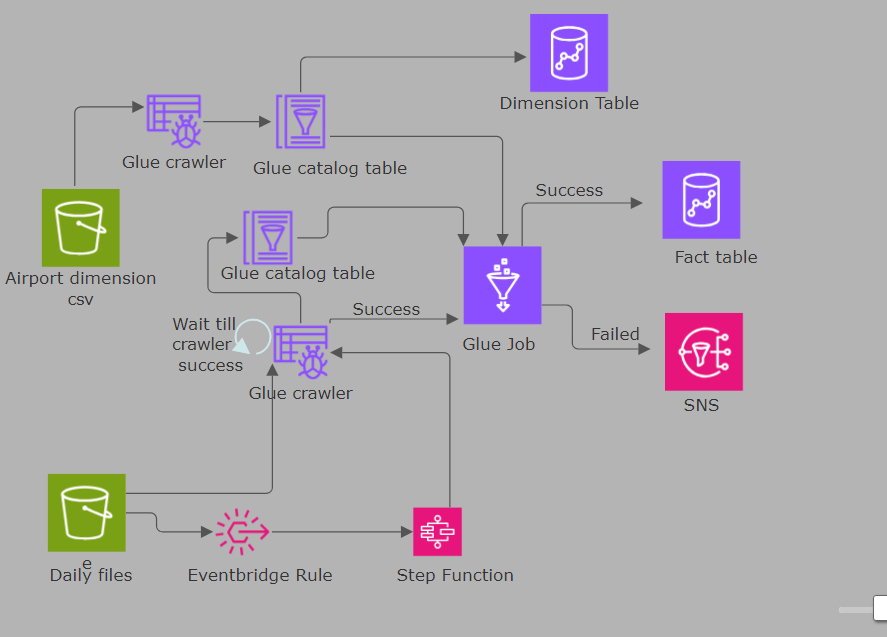 Dimension Table
Glue crawler
Glue catalog table
Success
Fact table
Airport dimension
csv
Glue catalog table
Wait till
crawler
success
Success
Glue Job
Failed
Glue crawler
SNS
e
Daily files
Eventbridge Rule
Step Function